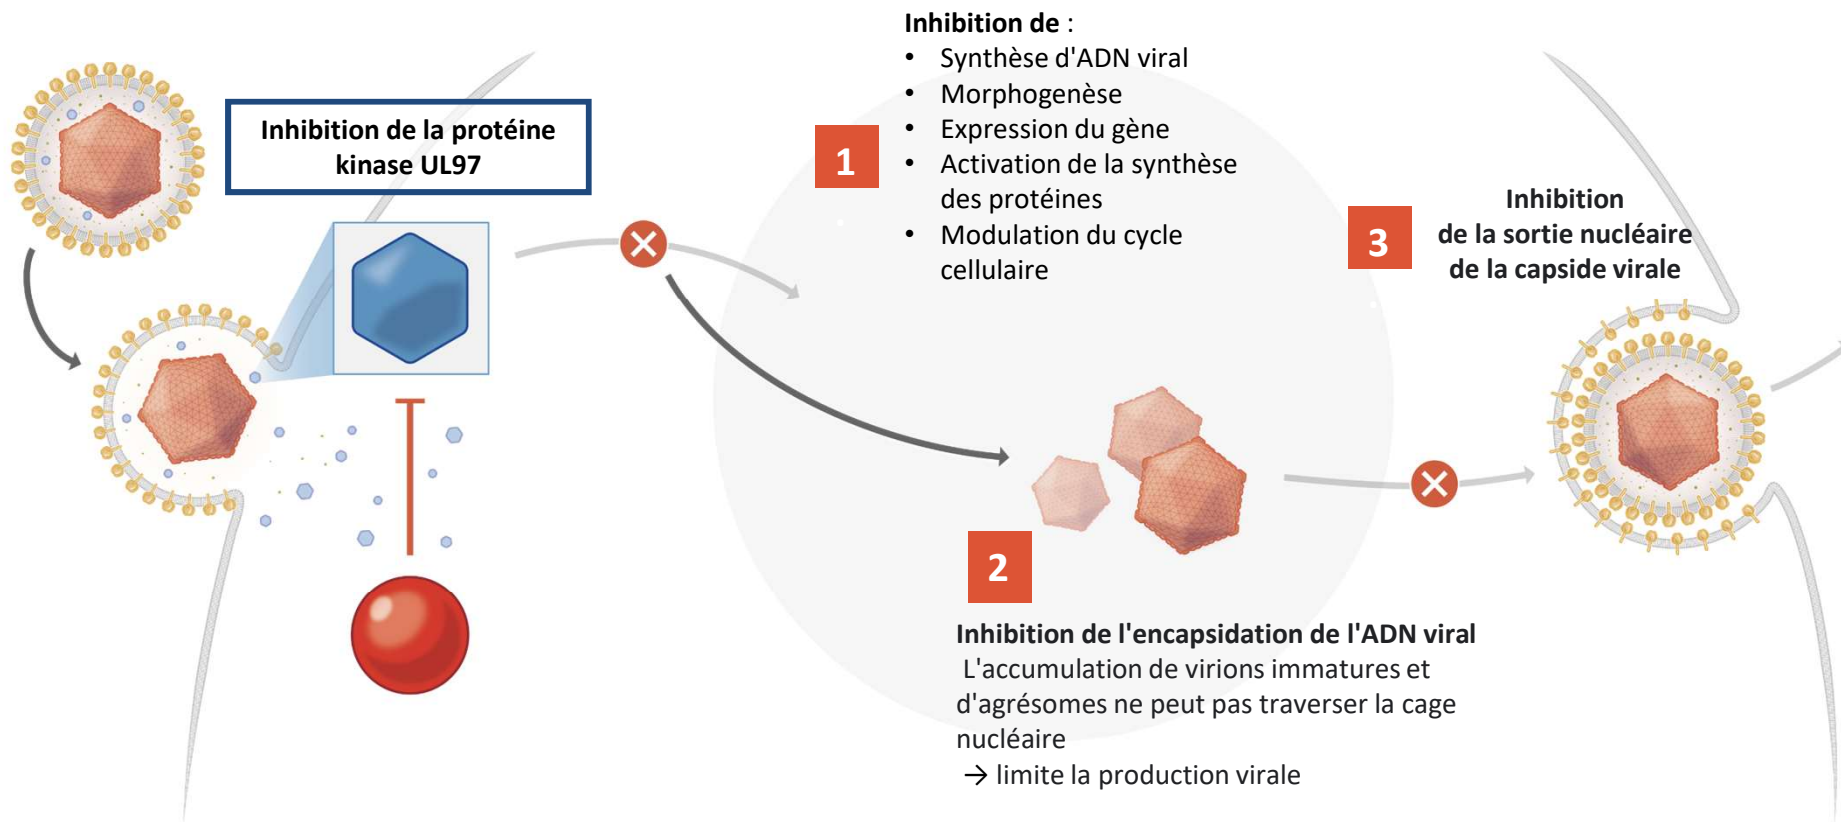 Inhibition de la protéine
kinase UL97
1
Inhibition de :
• Synthèse d'ADN viral
• Morphogenèse
• Expression du gène
• Activation de la synthèse
des protéines
• Modulation du cycle
cellulaire
2
Inhibition de l'encapsidation de l'ADN viral
L'accumulation de virions immatures et
d'agrésomes ne peut pas traverser la cage
nucléaire
→ limite la production virale
3
Inhibition
de la sortie nucléaire
de la capside virale